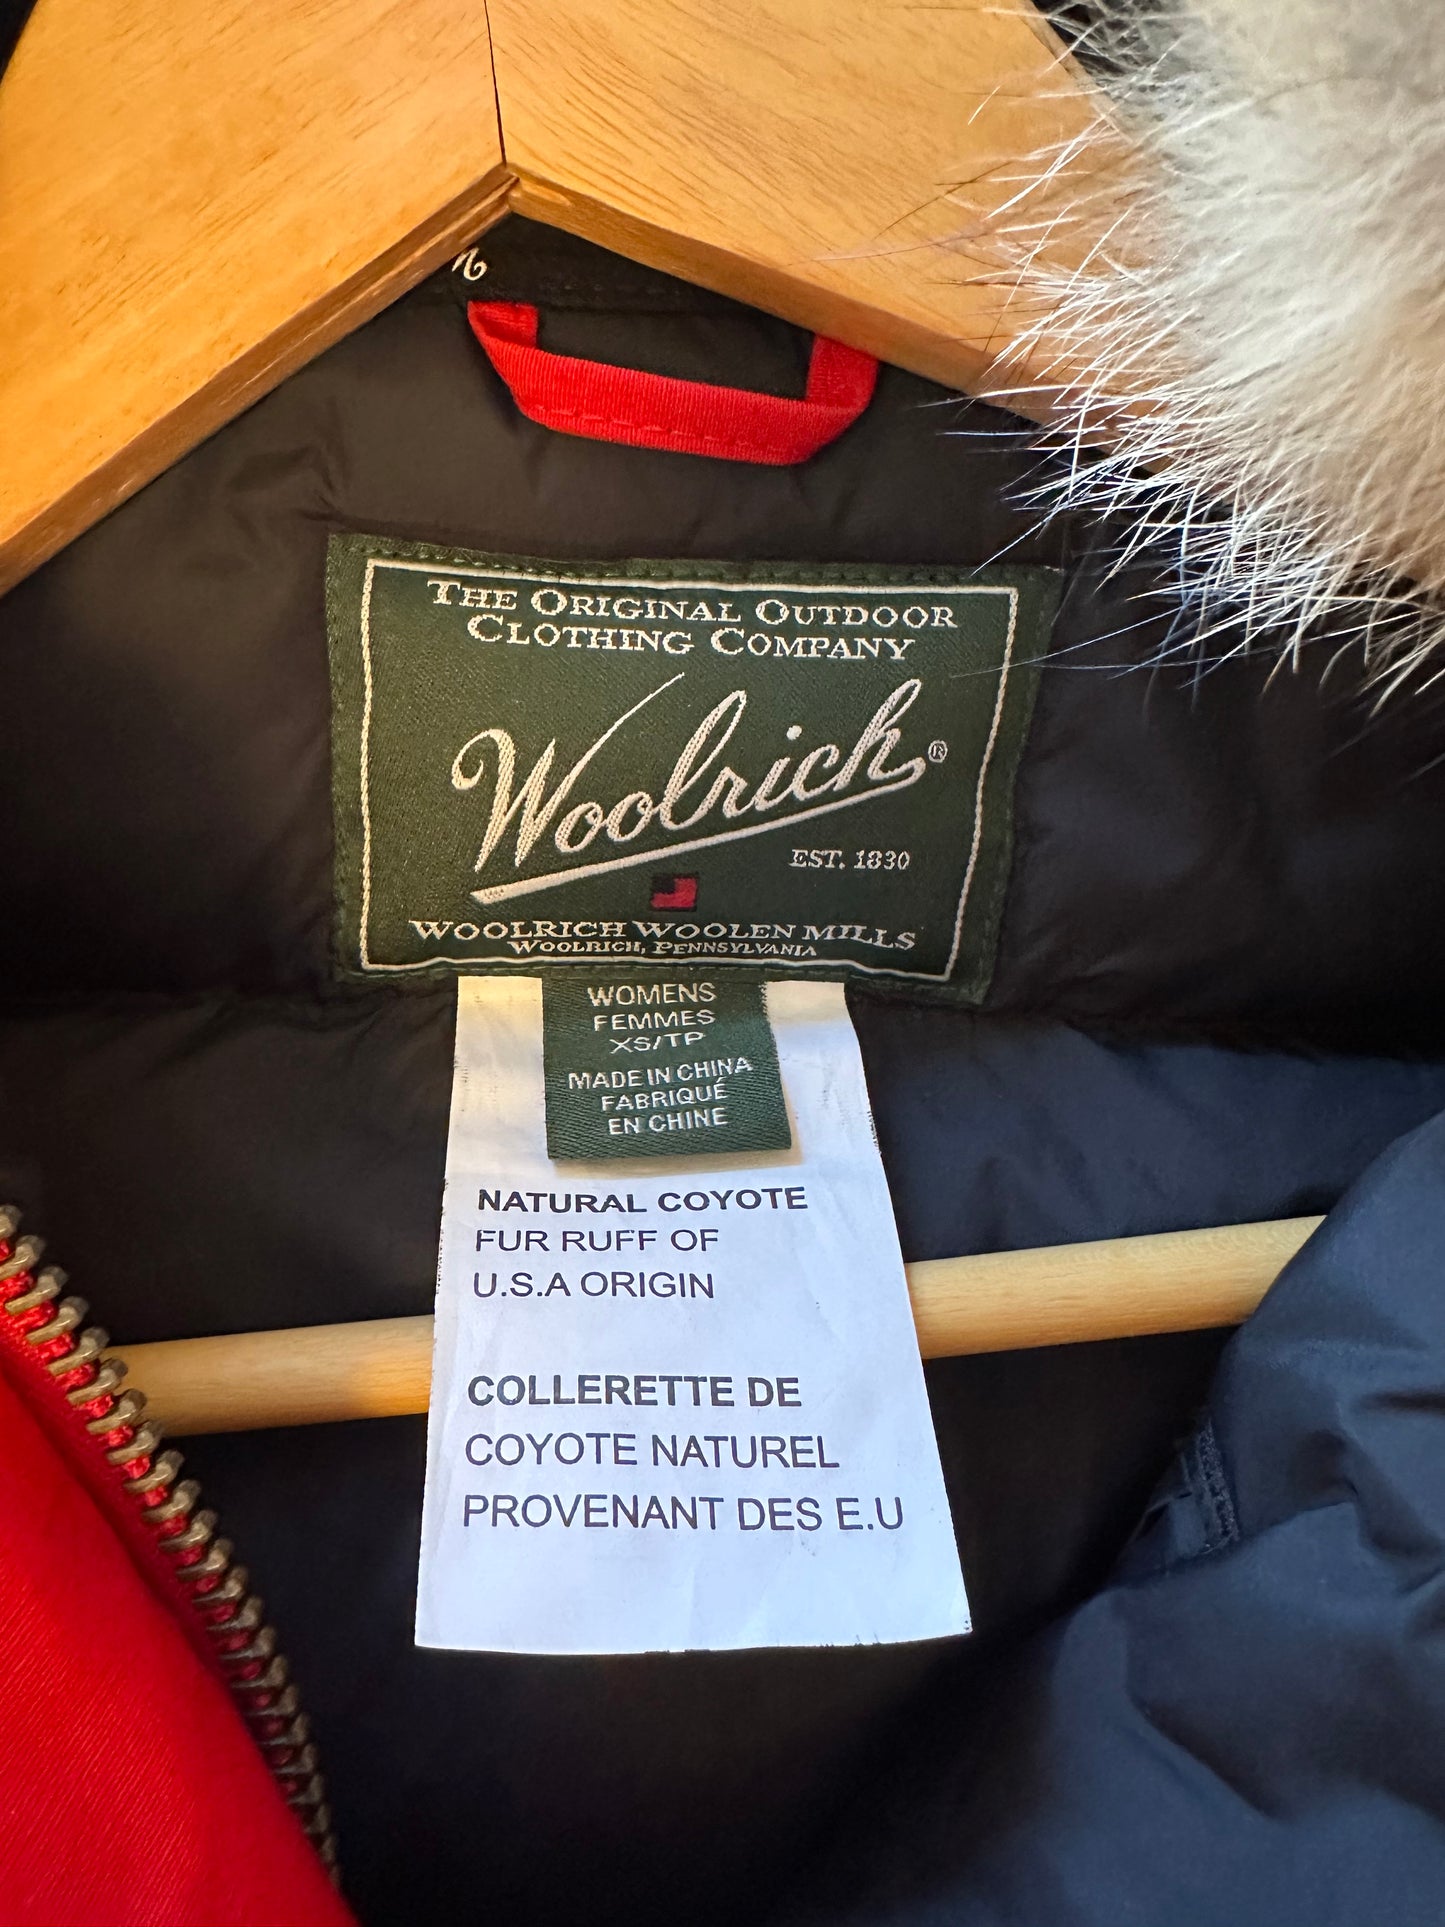 The Original Outdoor
Clothing Company
Woolrich®
EST. 1830
Woolrich Woolen Mills
Woolrich, Pennsylvania
WOMENS
FEMMES
XS/TP
MADE IN CHINA
FABRIQUÉ
EN CHINE
NATURAL COYOTE
FUR RUFF OF
U.S.A ORIGIN
COLLERETTE DE
COYOTE NATUREL
PROVENANT DES E.U